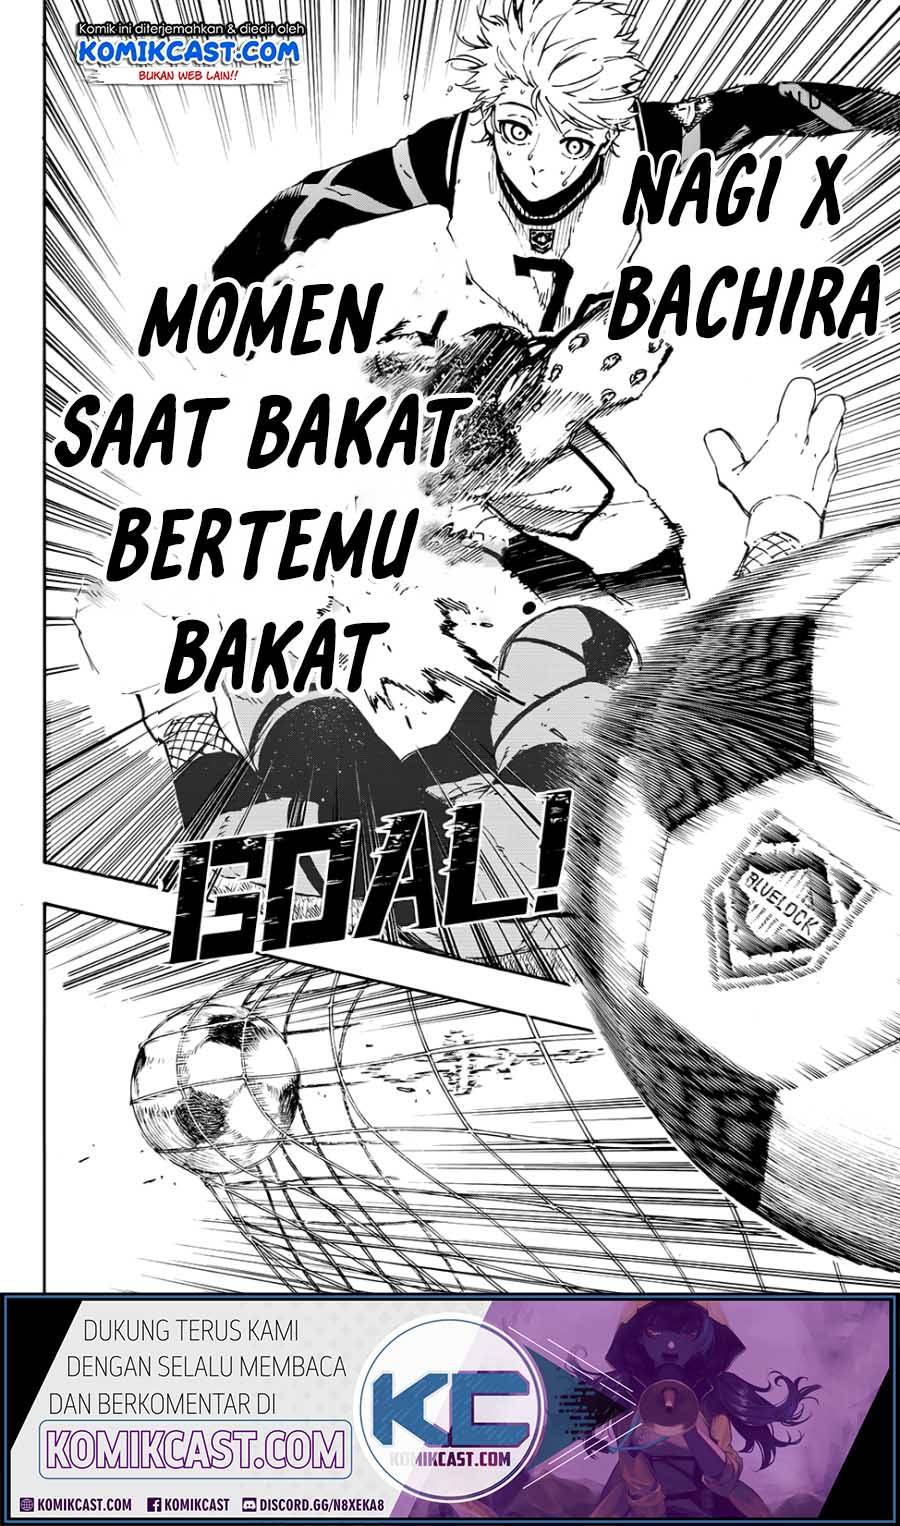 Komik ini diterjemahkan & diedit oleh
KOMIKCAST.COM
BUKAN WEB LAIN!!
NAGI X
BACHIRA
MOMEN
SAAT BAKAT
BERTEMU
BAKAT
7
GOAL!
BLUELOCK
DUKUNG TERUS KAMI
DENGAN SELALU MEMBACA
DAN BERKOMENTAR DI
KOMIKCAST.COM
KC
KOMIKCAST.COM
KOMIKCAST.COM
KOMIKCAST
DISCORD.GG/N8XEKA8